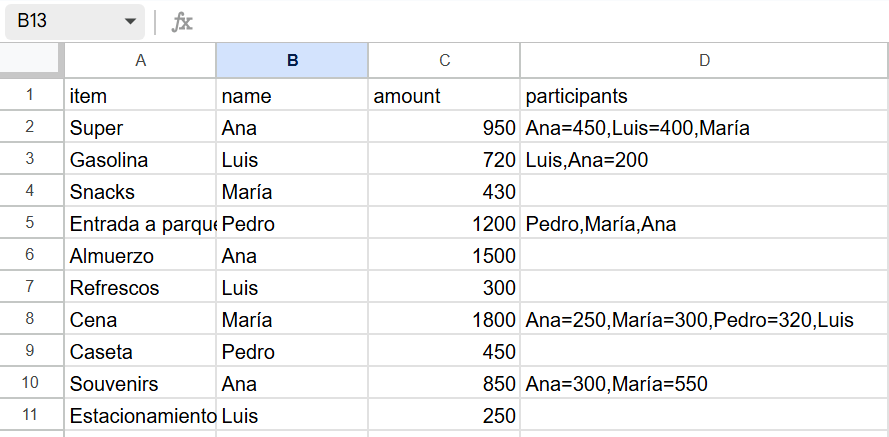 B13 fx
A B C D
1 item name amount participants
2 Super Ana 950 Ana=450,Luis=400,María
3 Gasolina Luis 720 Luis,Ana=200
4 Snacks María 430
5 Entrada a parque Pedro 1200 Pedro,María,Ana
6 Almuerzo Ana 1500
7 Refrescos Luis 300
8 Cena María 1800 Ana=250,María=300,Pedro=320,Luis
9 Caseta Pedro 450
10 Souvenirs Ana 850 Ana=300,María=550
11 Estacionamiento Luis 250